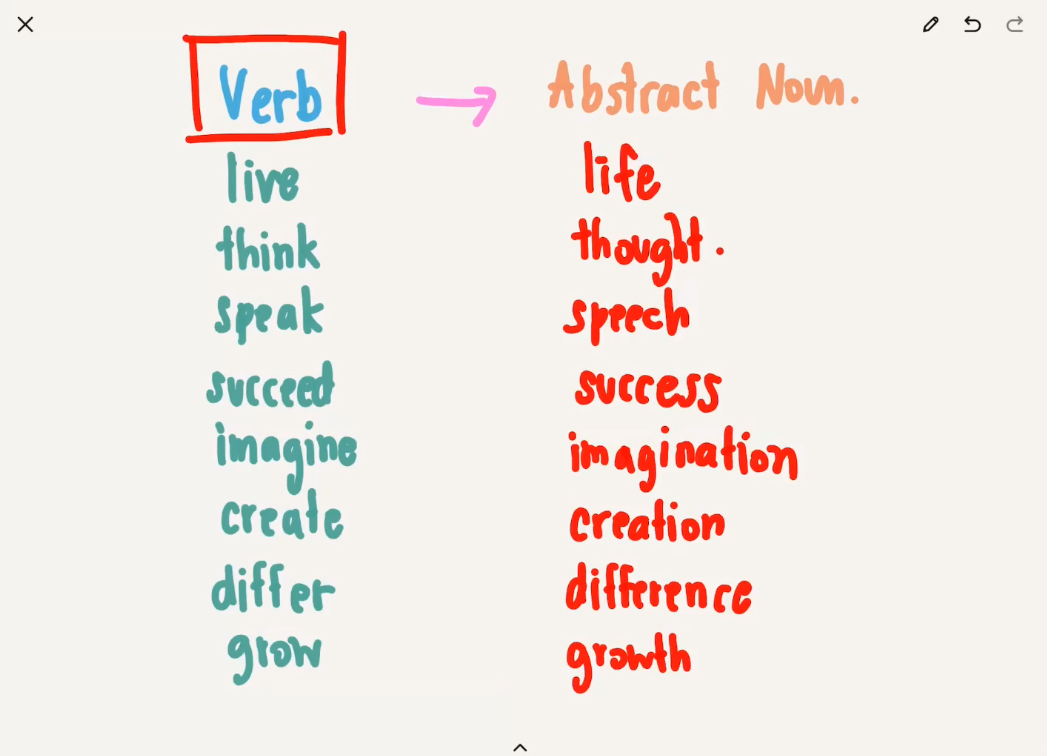 Verb → Abstract Noun.
live life
think thought.
speak speech
succeed success
imagine imagination
create creation
differ difference
grow growth